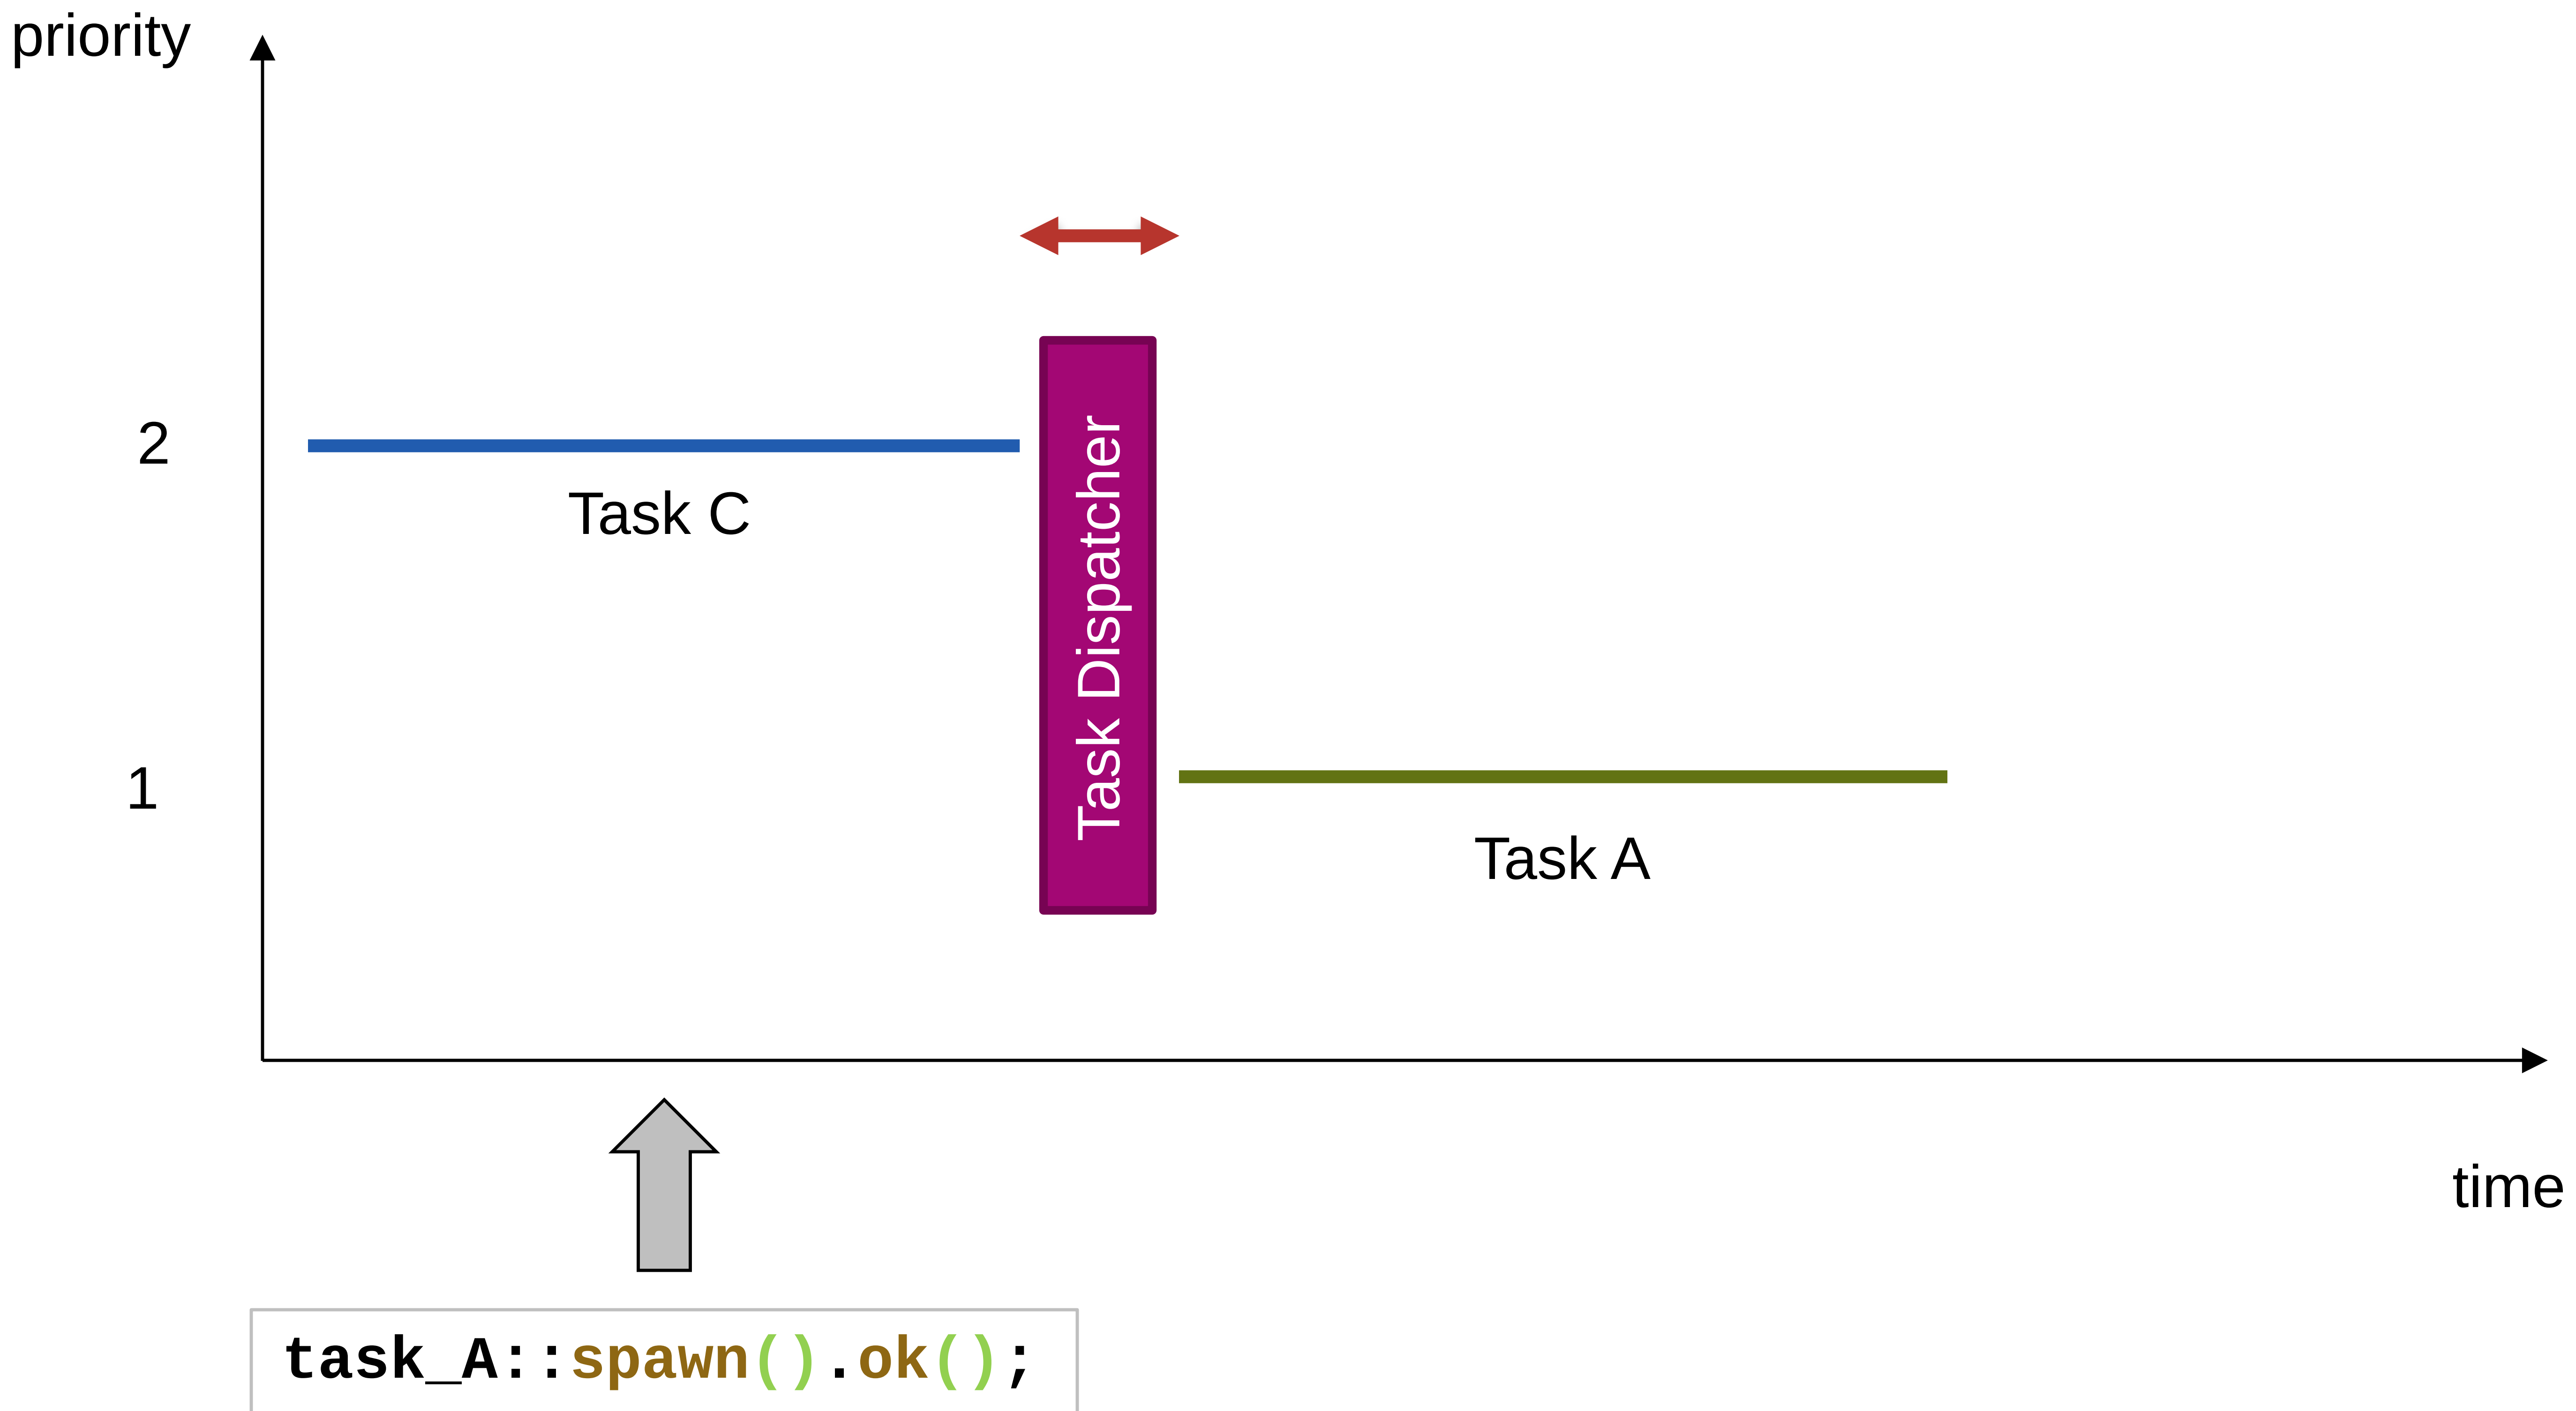 priority
2
Task C
Task Dispatcher
1
Task A
time
task_A::spawn().ok();